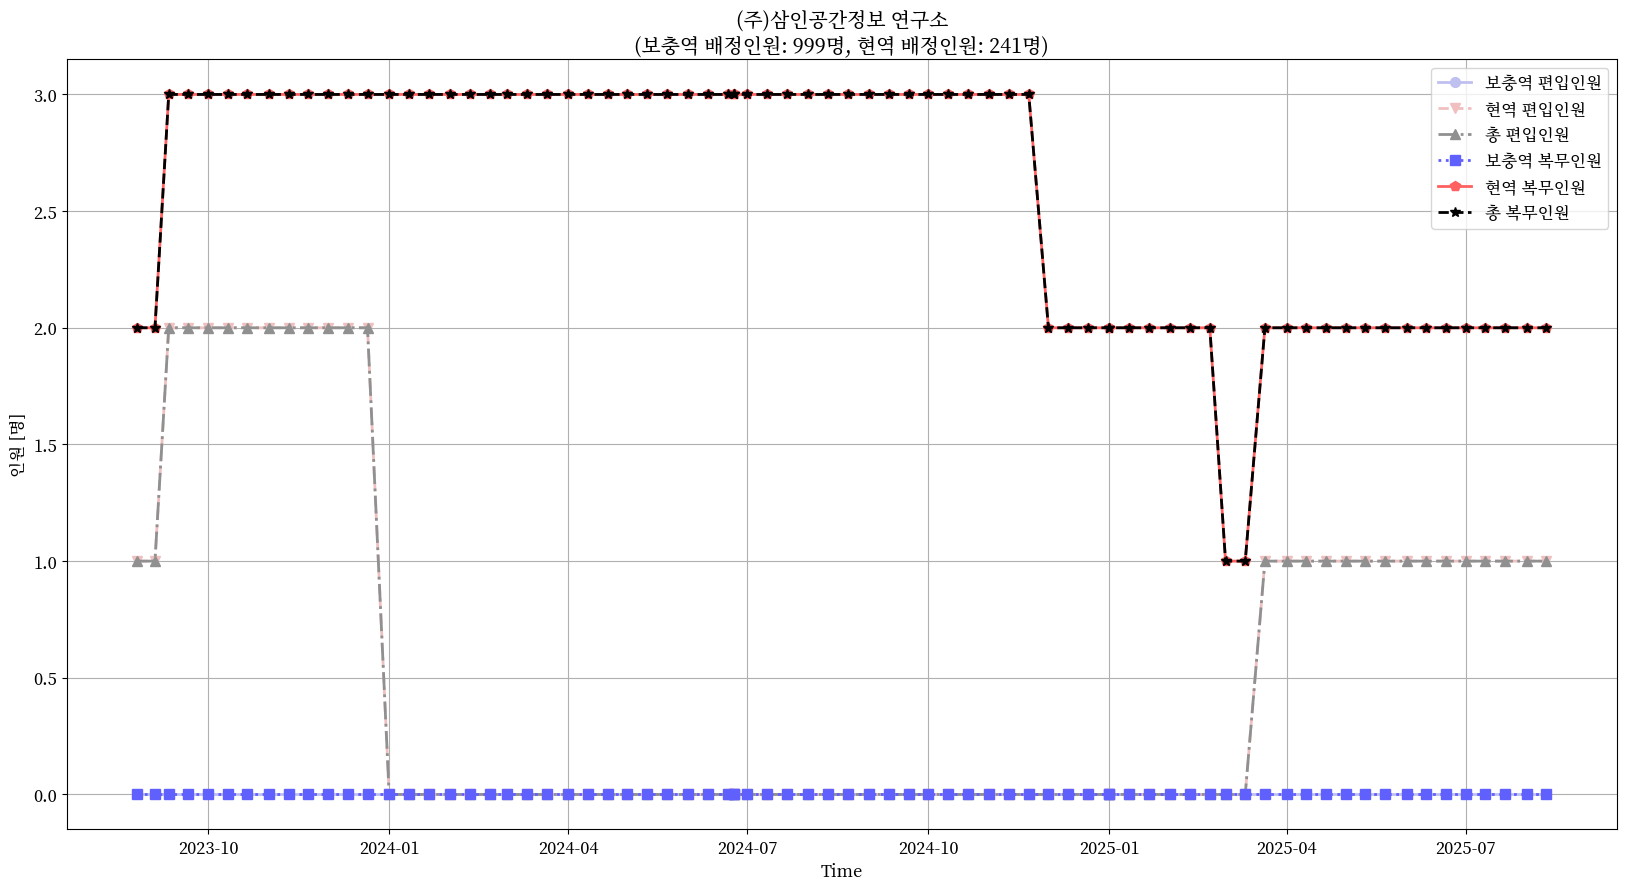 (주)삼인공간정보 연구소
(보충역 배정인원: 999명, 현역 배정인원: 241명)
보충역 편입인원
현역 편입인원
총 편입인원
보충역 복무인원
현역 복무인원
총 복무인원
인원 [명]
3.0
2.5
2.0
1.5
1.0
0.5
0.0
2023-10 2024-01 2024-04 2024-07 2024-10 2025-01 2025-04 2025-07
Time